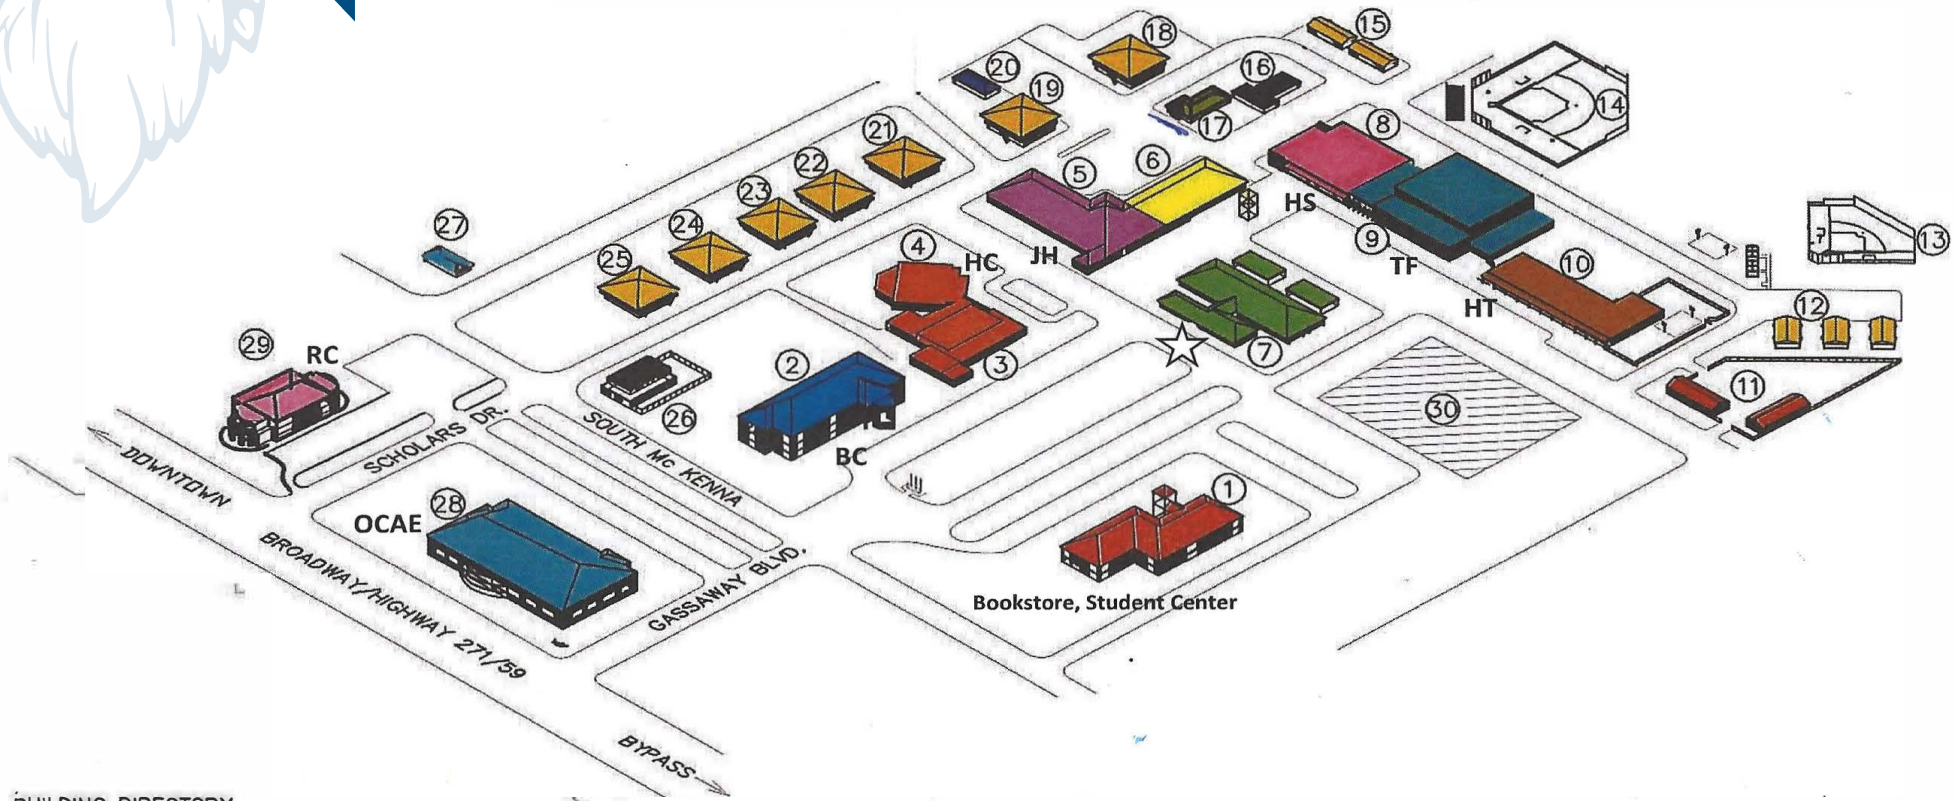 15
18
16
20
14
19
17
8
21
6
5
22
23
HS
27
24
4
9
13
25
HC
JH
TF
10
HT
12
29
RC
2
3
7
11
26
30
SCHOLARS DR.
SOUTH Mc KENNA
BC
DOWNTOWN
28
1
OCAE
BROADWAY/HIGHWAY 271/59
GASSAWAY BLVD.
Bookstore, Student Center
BYPASS
BUILDING DIRECTORY